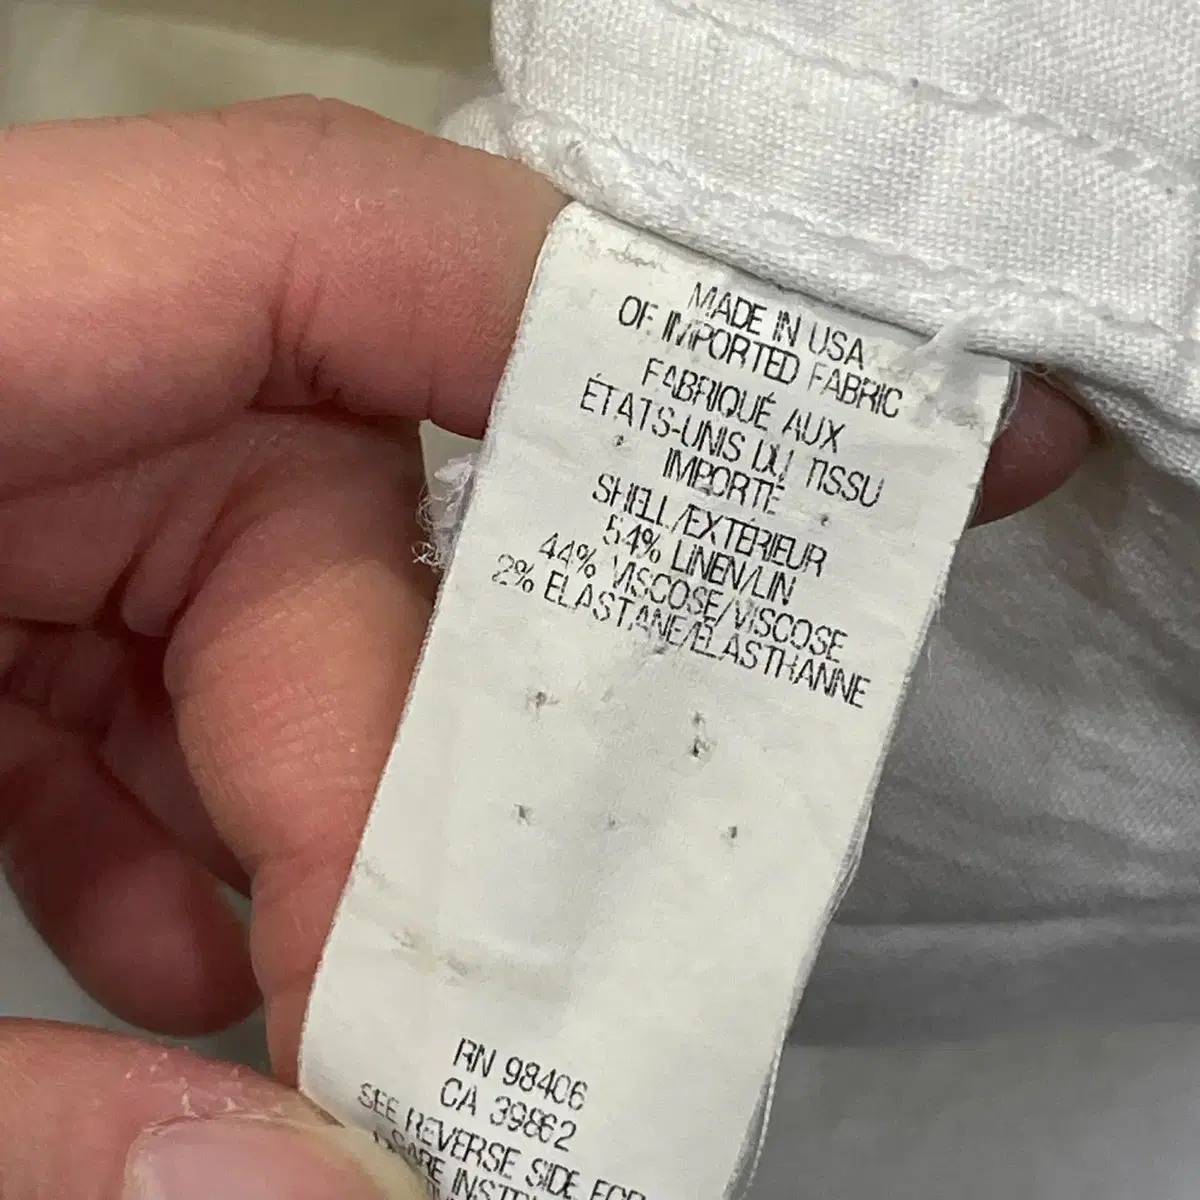 MADE IN USA
OF IMPORTED FABRIC
FABRIQUÉ AUX
ÉTATS-UNIS DU TISSU
IMPORTÉ
SHELL/EXTÉRIEUR
54% LINEN/LIN
44% VISCOSE/VISCOSE
2% ELASTANE/ÉLASTHANNE
RN 98406
CA 39862
SEE REVERSE SIDE FOR